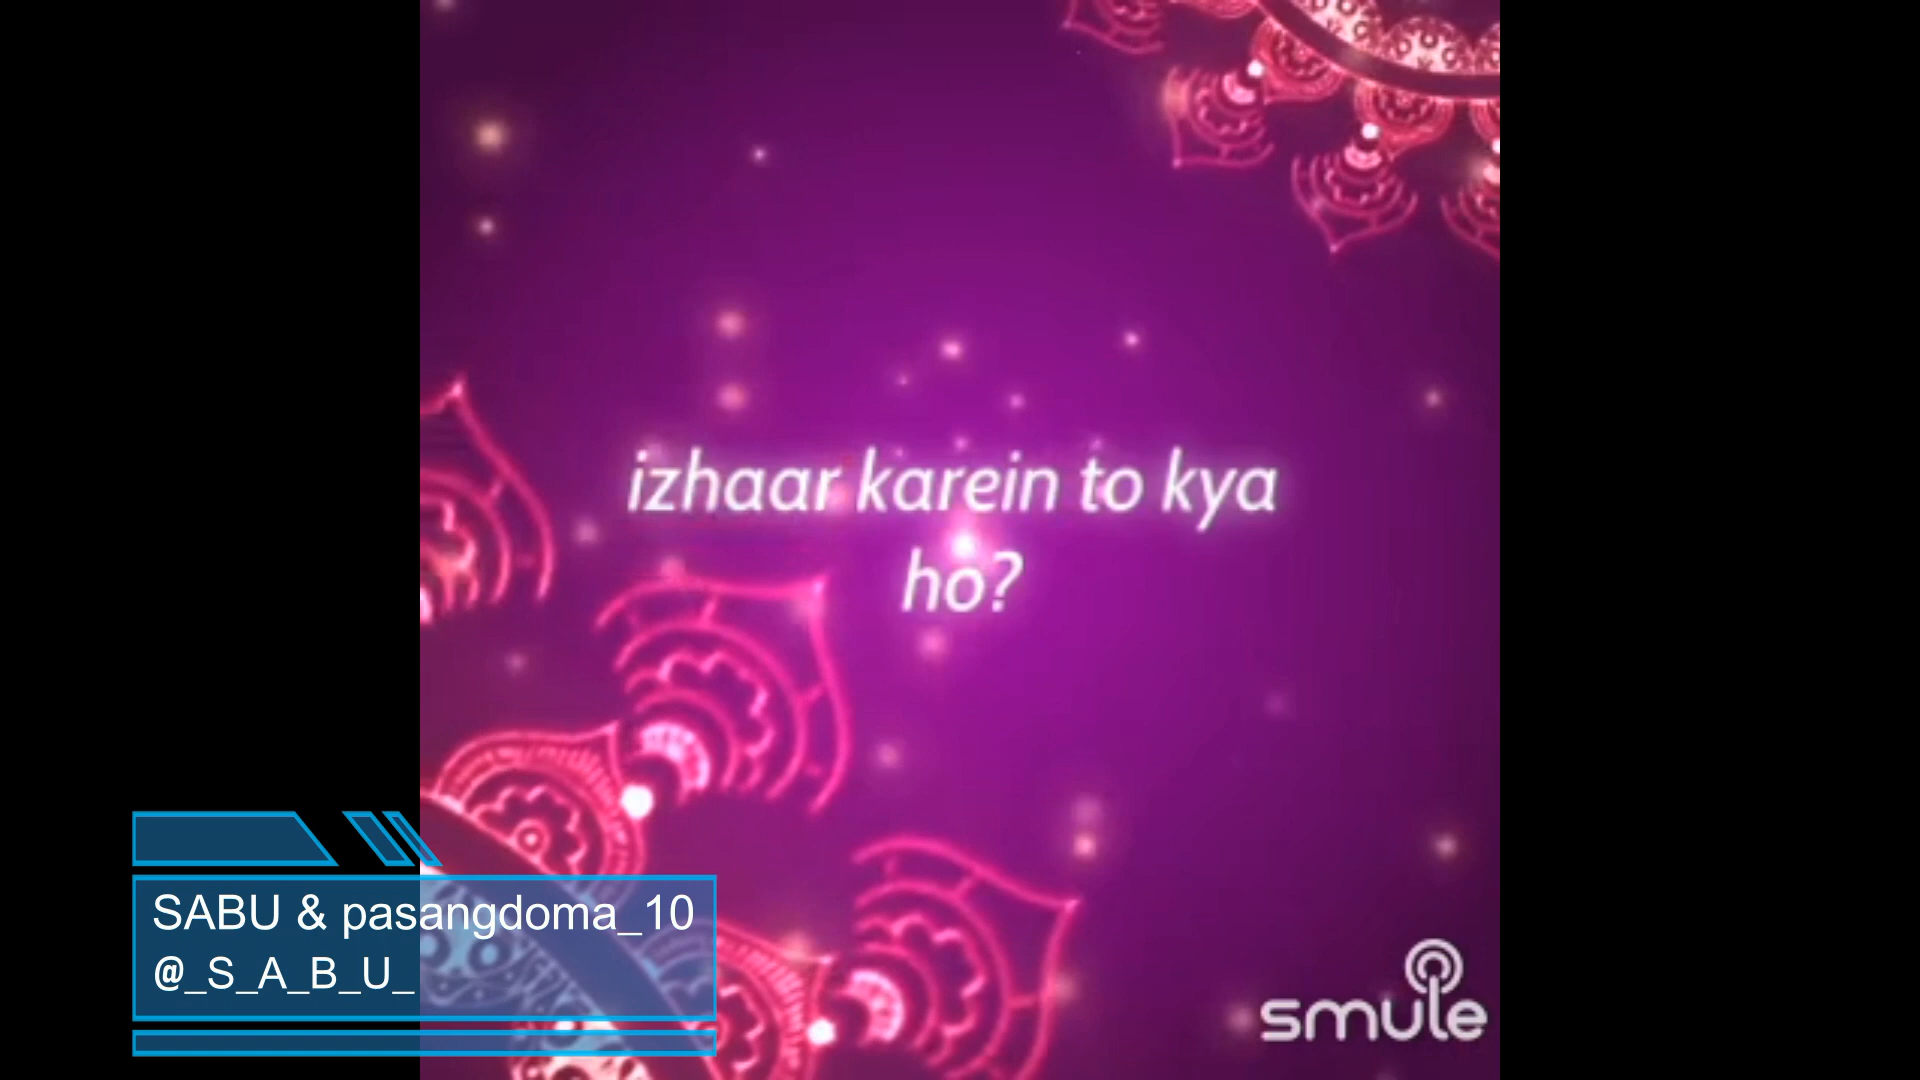 izhaar karein to kya
ho?
SABU & pasangdoma_10
@_S_A_B_U_
smule